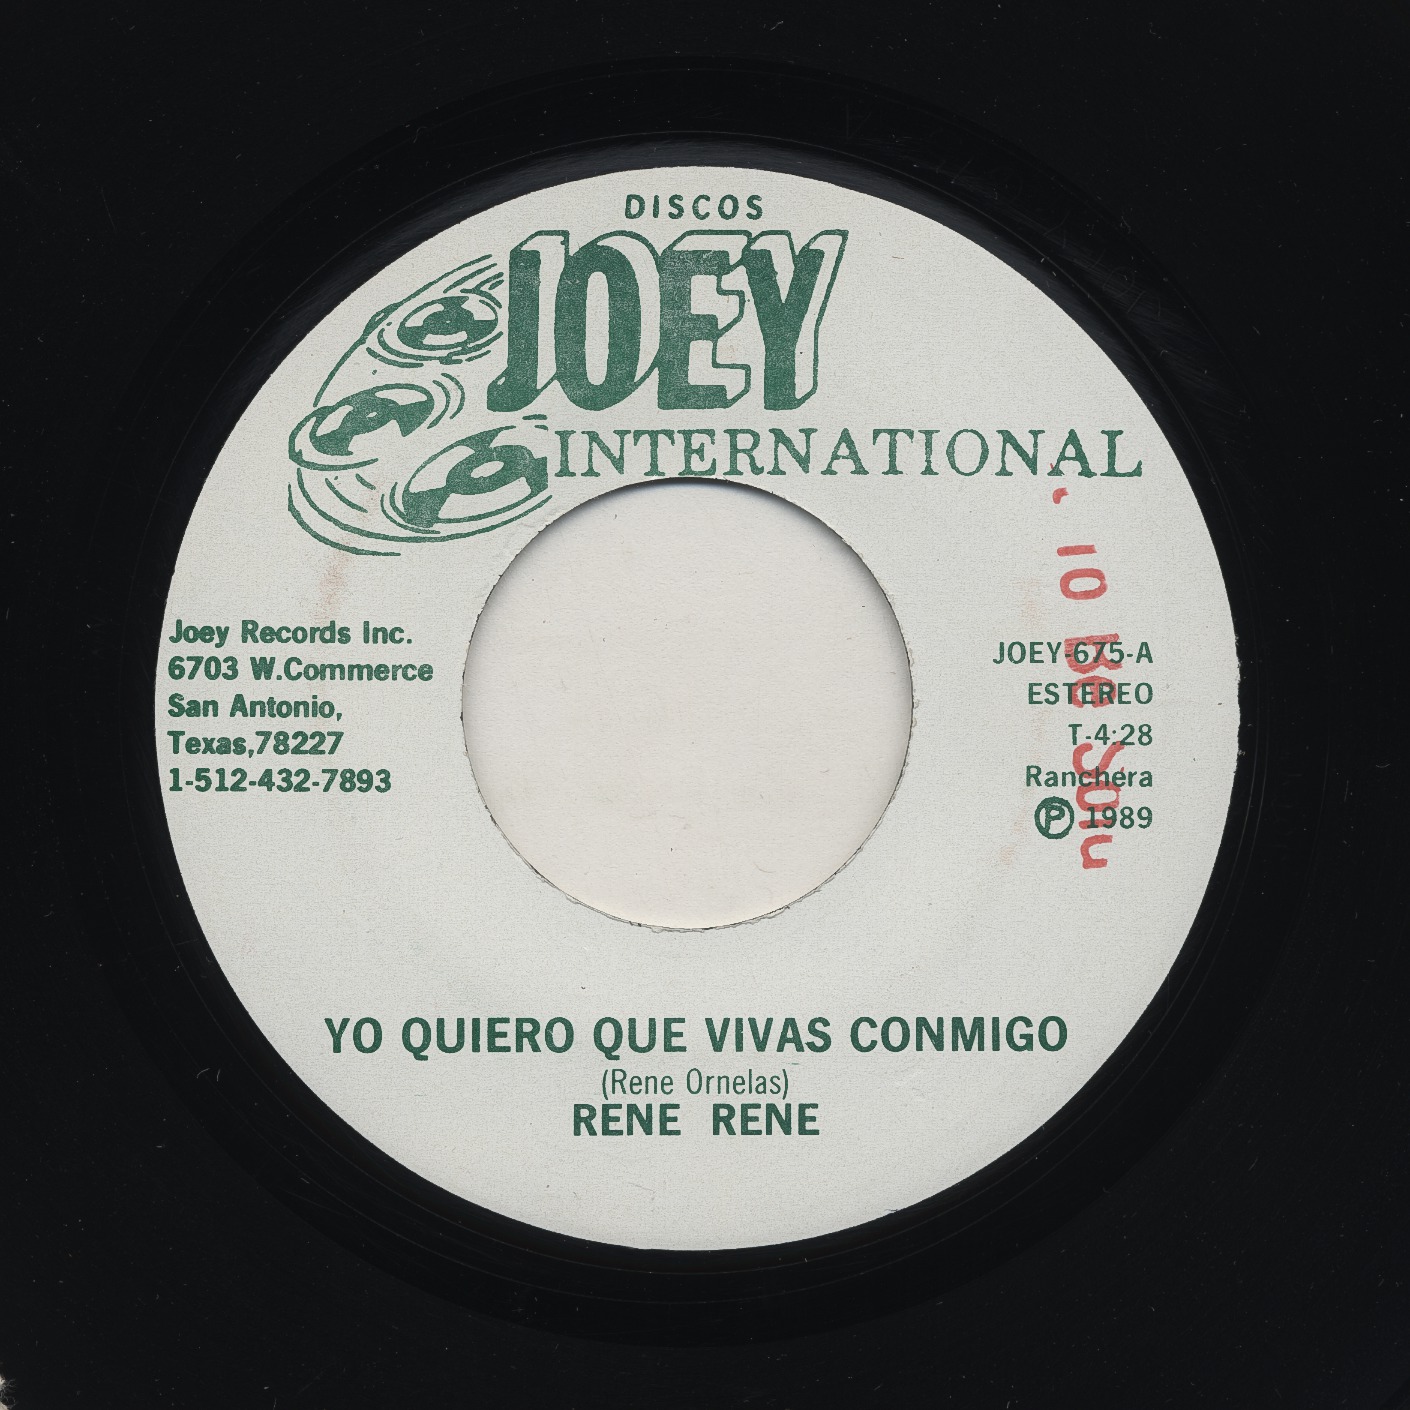 DISCOS
JOEY
INTERNATIONAL
Joey Records Inc.
6703 W.Commerce
San Antonio,
Texas,78227
1-512-432-7893
JOEY-675-A
ESTEREO
T-4:28
Ranchera
Ⓟ 1989
YO QUIERO QUE VIVAS CONMIGO
(Rene Ornelas)
RENE RENE